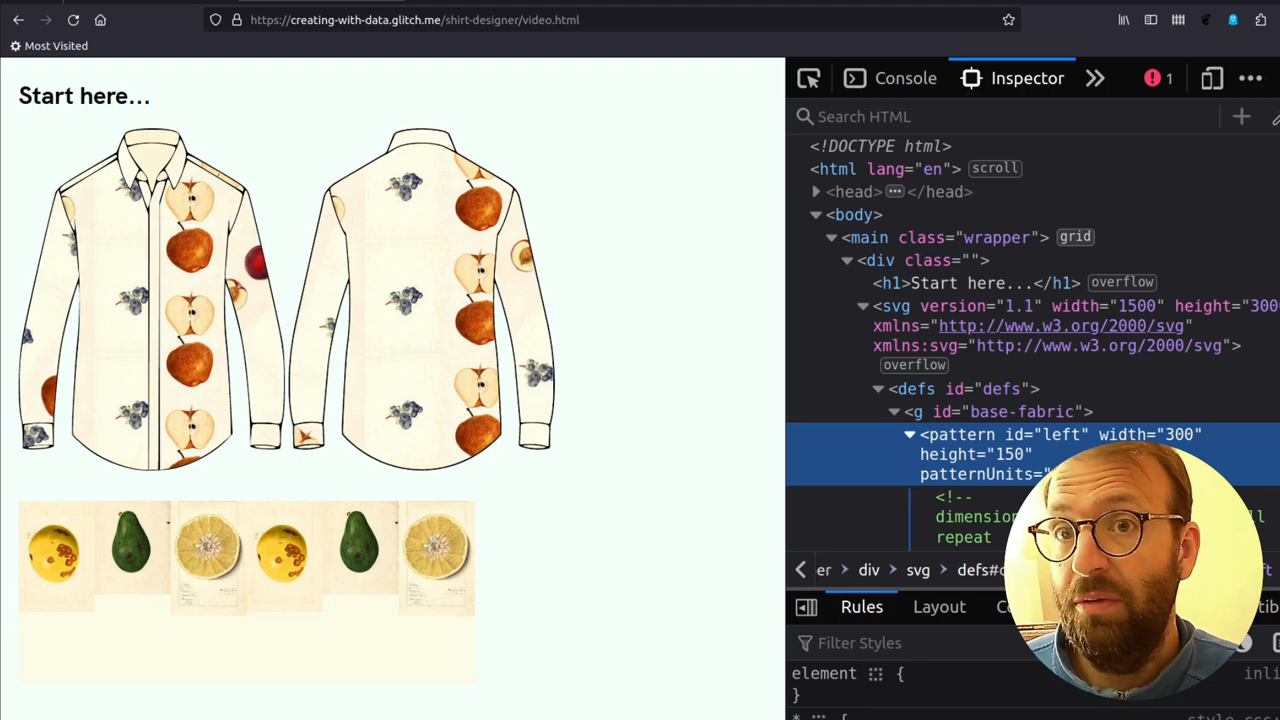 https://creating-with-data.glitch.me/shirt-designer/video.html
Most Visited
Start here...
Console
Inspector
1
Search HTML
<!DOCTYPE html>
<html lang="en"> scroll
<head> </head>
<body>
<main class="wrapper"> grid
<div class="">
<h1>Start here...</h1> overflow
<svg version="1.1" width="1500" height="300
xmlns="http://www.w3.org/2000/svg"
xmlns:svg="http://www.w3.org/2000/svg">
overflow
<defs id="defs">
<g id="base-fabric">
<pattern id="left" width="300"
height="150"
patternUnits=
<!--
dimension
repeat
er div svg defs#
Rules Layout
Filter Styles
element {
}
* {